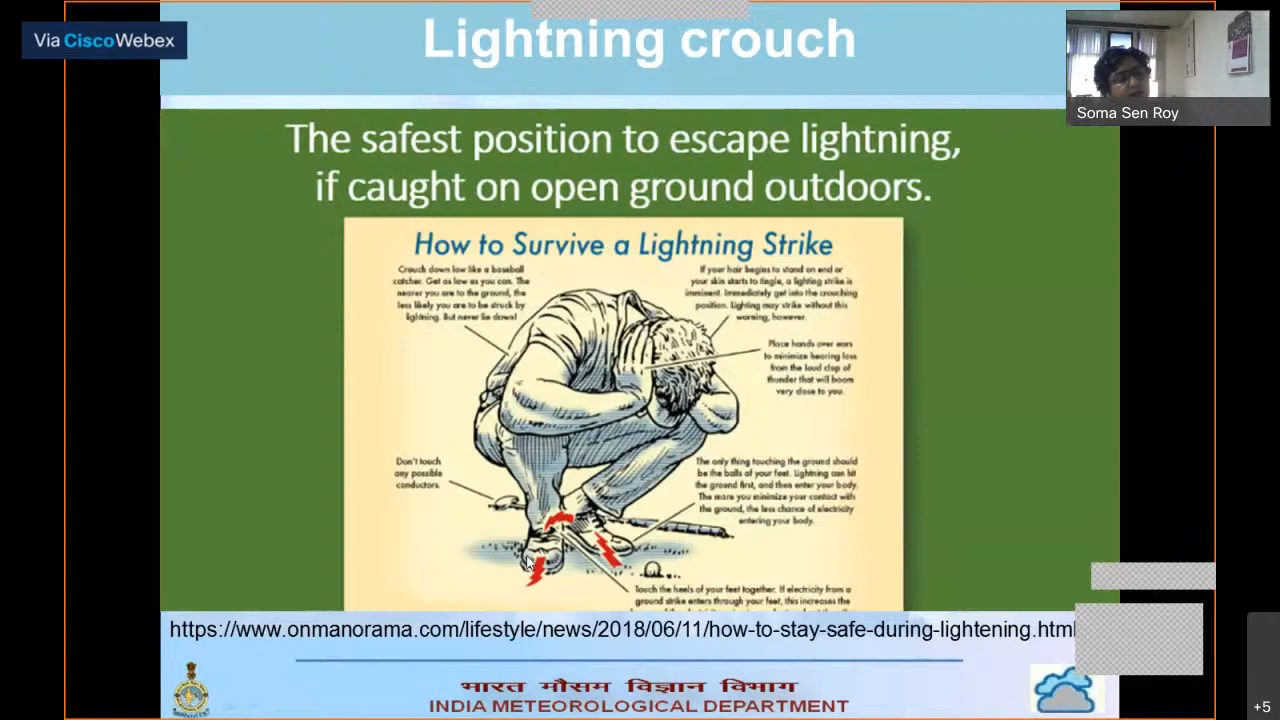 Via Cisco Webex
Lightning crouch
Soma Sen Roy
The safest position to escape lightning,
if caught on open ground outdoors.
How to Survive a Lightning Strike
Crouch down low like a baseball
catcher. Get as low as you can. The
nearer you are to the ground, the
less likely you are to be struck by
lightning. But never lie down!
If your hair begins to stand on end or
your skin starts to tingle, a lighting strike is
imminent. Immediately get into the crouching
position. Lighting may strike without this
warning, however.
Place hands over ears
to minimize hearing loss
from the loud clap of
thunder that will boom
very close to you.
Don't touch
any possible
conductors.
The only thing touching the ground should
be the balls of your feet. Lightning can hit
the ground first, and then enter your body.
The more you minimize your contact with
the ground, the less chance of electricity
entering your body.
Touch the heels of your feet together. If electricity from a
ground strike enters through your feet, this increases the
https://www.onmanorama.com/lifestyle/news/2018/06/11/how-to-stay-safe-during-lightening.html
भारत मौसम विज्ञान विभाग
INDIA METEOROLOGICAL DEPARTMENT
+5